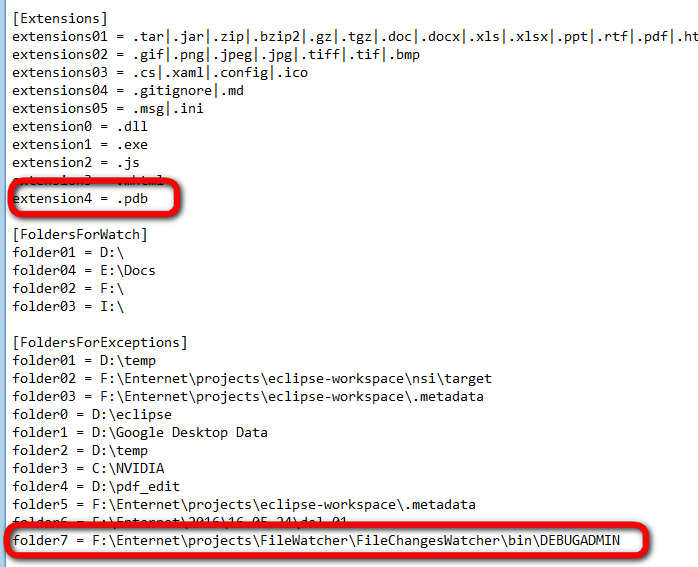 [Extensions]
extensions01 = .tar|.jar|.zip|.bzip2|.gz|.tgz|.doc|.docx|.xls|.xlsx|.ppt|.rtf|.pdf|.ht
extensions02 = .gif|.png|.jpeg|.jpg|.tiff|.tif|.bmp
extensions03 = .cs|.xaml|.config|.ico
extensions04 = .gitignore|.md
extensions05 = .msg|.ini
extension0 = .dll
extension1 = .exe
extension2 = .js
extension3 = .mhtml
extension4 = .pdb
[FoldersForWatch]
folder01 = D:\
folder04 = E:\Docs
folder02 = F:\
folder03 = I:\
[FoldersForExceptions]
folder01 = D:\temp
folder02 = F:\Enternet\projects\eclipse-workspace\nsi\target
folder03 = F:\Enternet\projects\eclipse-workspace\.metadata
folder0 = D:\eclipse
folder1 = D:\Google Desktop Data
folder2 = D:\temp
folder3 = C:\NVIDIA
folder4 = D:\pdf_edit
folder5 = F:\Enternet\projects\eclipse-workspace\.metadata
folder6 = F:\Enternet\2016\16.05.24\del.01
folder7 = F:\Enternet\projects\FileWatcher\FileChangesWatcher\bin\DEBUGADMIN